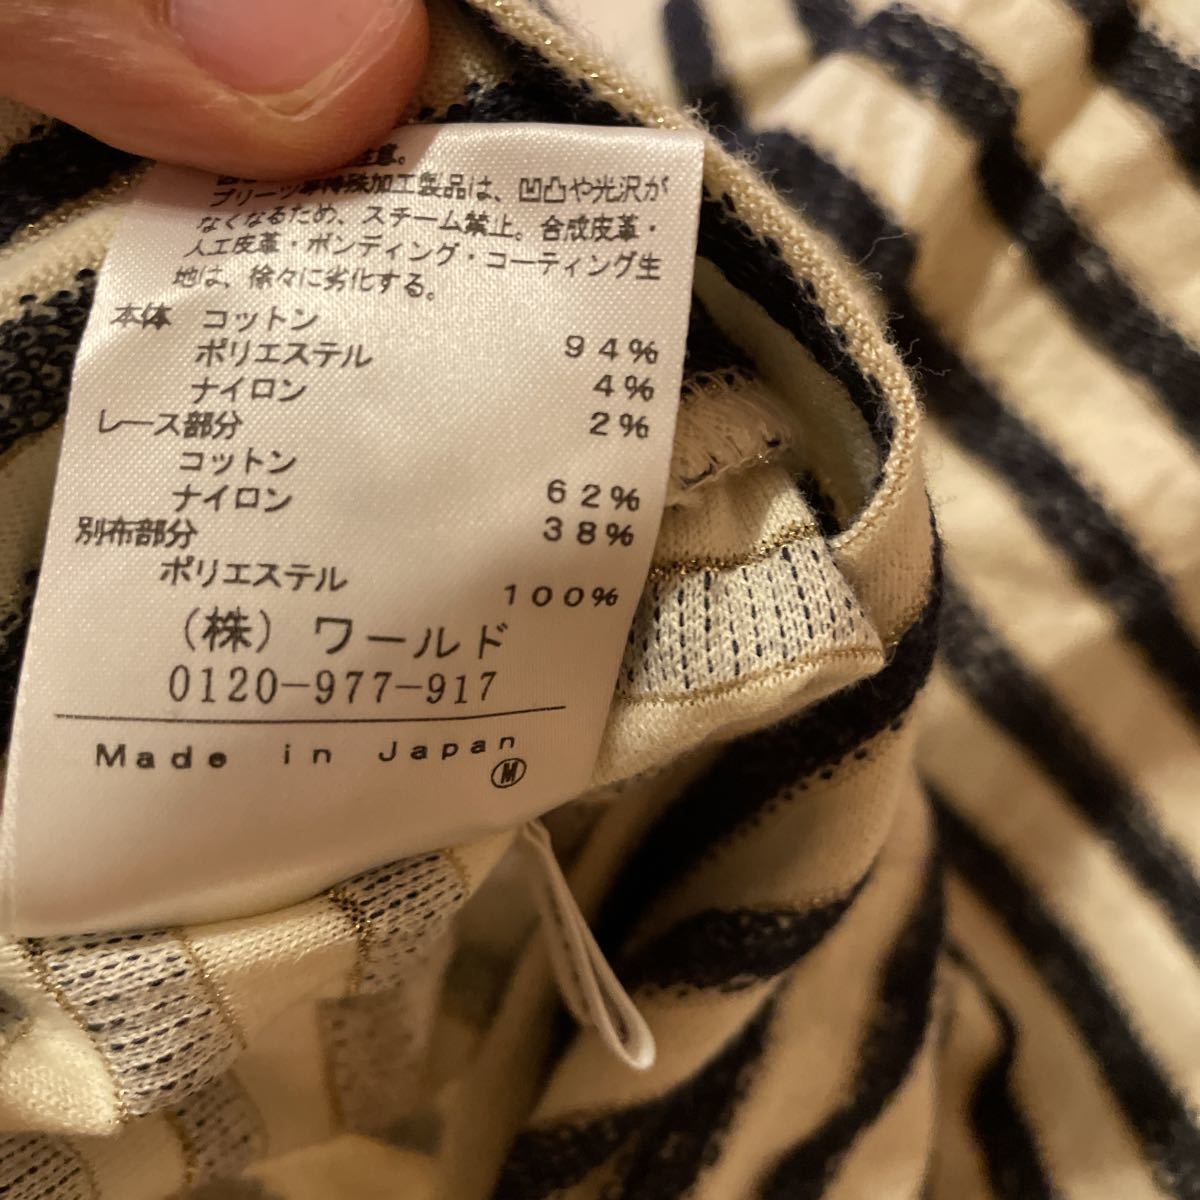 注意。
プリーツ等特殊加工製品は、凹凸や光沢が
なくなるため、スチーム禁止。合成皮革・
人工皮革・ボンディング・コーティング生
地は、徐々に劣化する。
本体 コットン 94%
ポリエステル 4%
ナイロン 2%
レース部分
コットン 62%
ナイロン 38%
別布部分
ポリエステル 100%
(株) ワールド
0120-977-917
Made in Japan
M